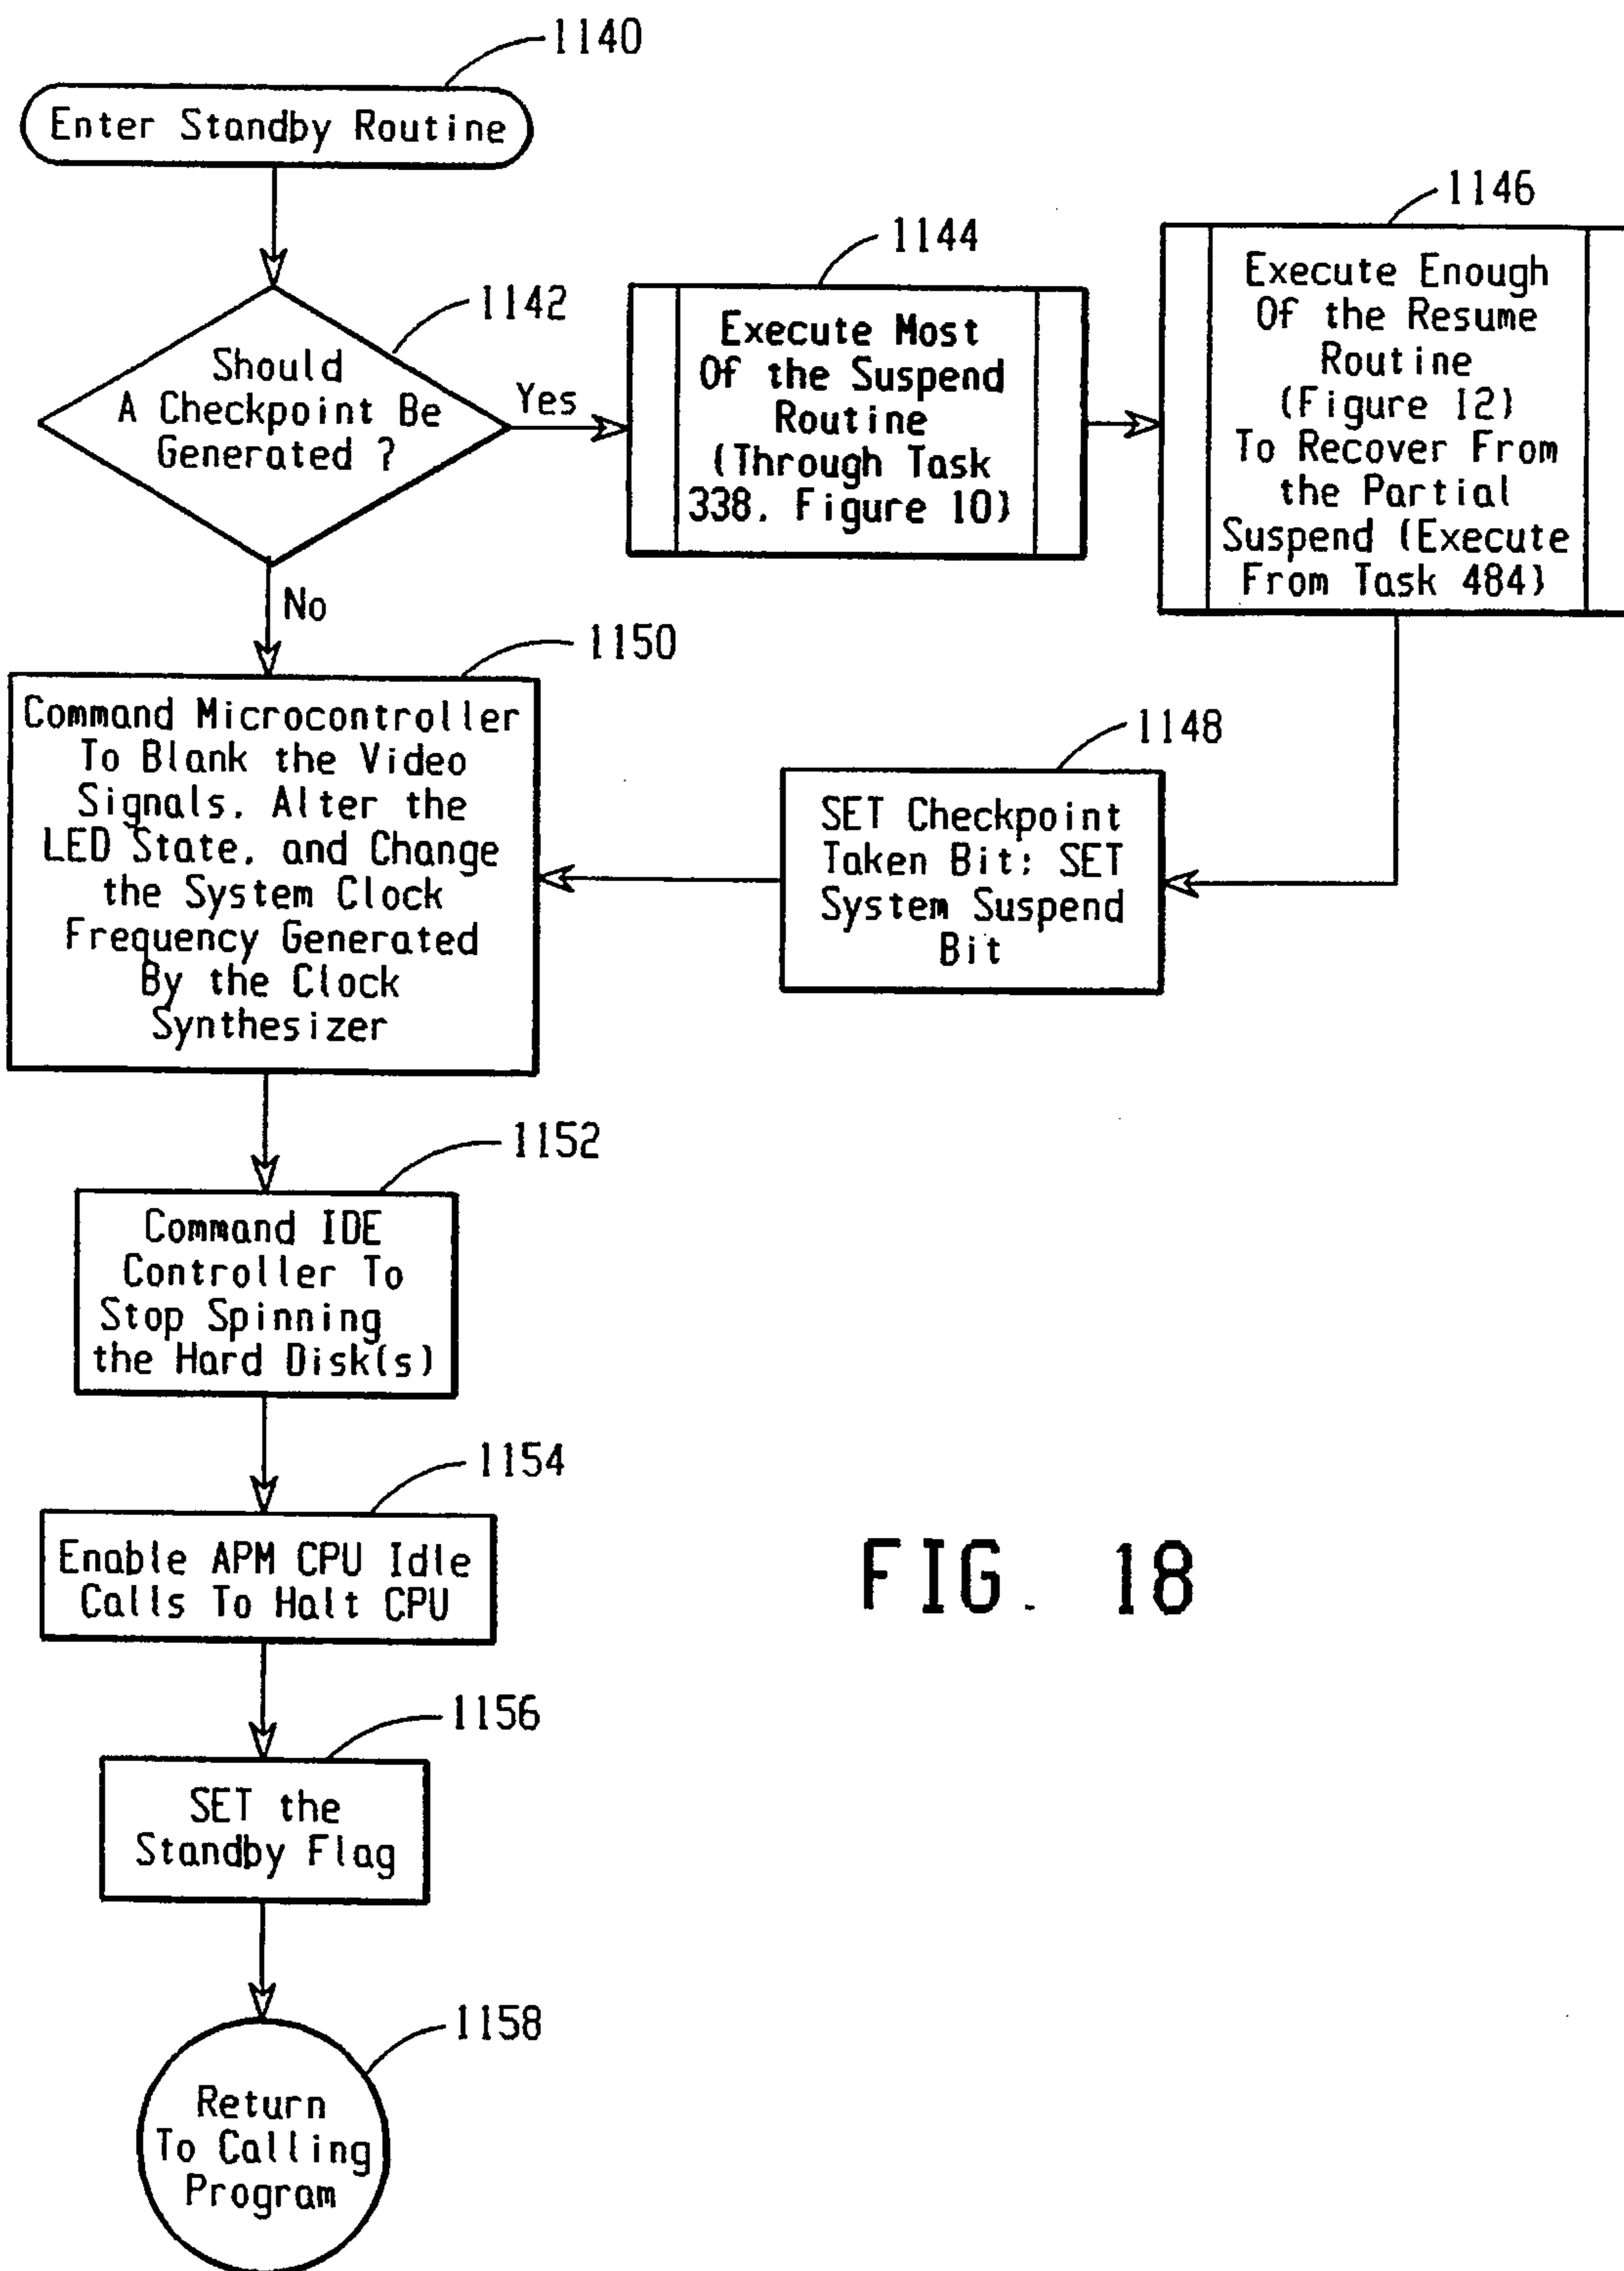 1140
Enter Standby Routine
1142
Should
A Checkpoint Be
Generated ?
Yes
No
1144
Execute Most
Of the Suspend
Routine
(Through Task
338. Figure 10)
1146
Execute Enough
Of the Resume
Routine
(Figure 12)
To Recover From
the Partial
Suspend (Execute
From Task 484)
1148
SET Checkpoint
Taken Bit; SET
System Suspend
Bit
1150
Command Microcontroller
To Blank the Video
Signals. Alter the
LED State. and Change
the System Clock
Frequency Generated
By the Clock
Synthesizer
1152
Command IDE
Controller To
Stop Spinning
the Hard Disk(s)
1154
Enable APM CPU Idle
Calls To Halt CPU
1156
SET the
Standby Flag
1158
Return
To Calling
Program
FIG. 18